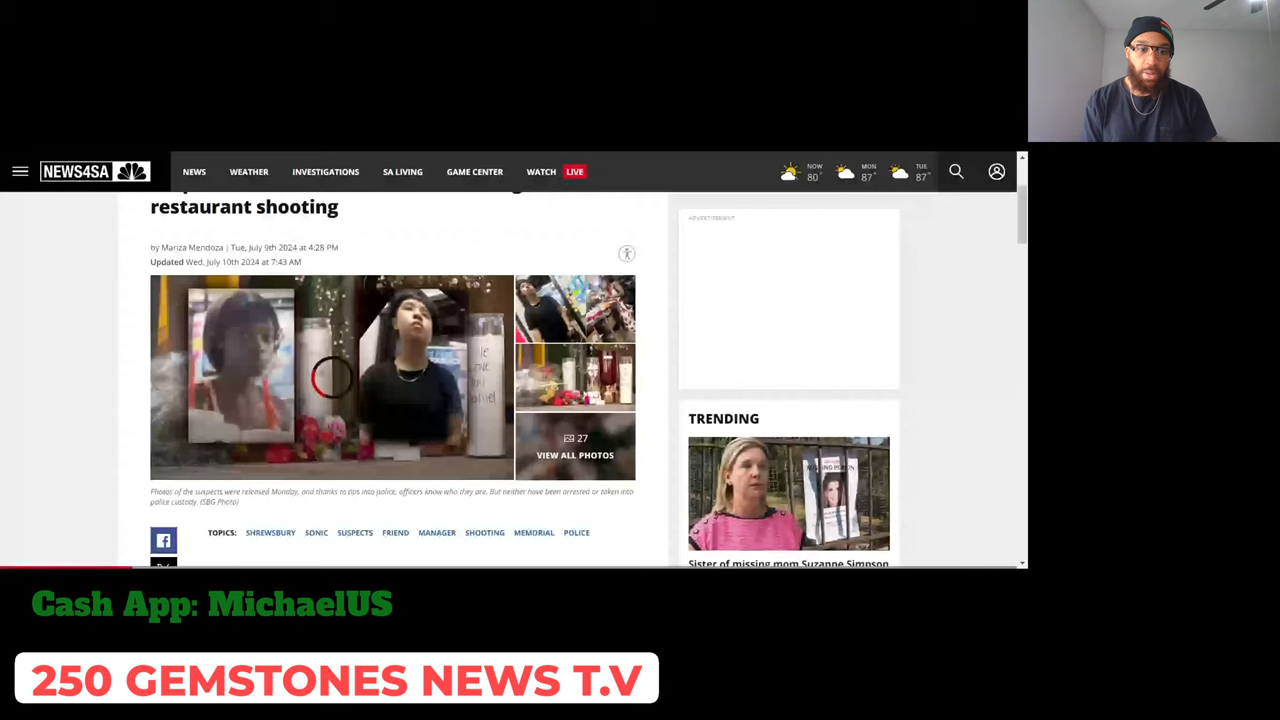 NEWS4SA
NEWS
WEATHER
INVESTIGATIONS
SA LIVING
GAME CENTER
WATCH
LIVE
NOW
80°
MON
87°
TUE
87°
restaurant shooting
by Mariza Mendoza | Tue, July 9th 2024 at 4:28 PM
Updated Wed, July 10th 2024 at 7:43 AM
ADVERTISEMENT
27
VIEW ALL PHOTOS
TRENDING
MISSING PERSON
Photos of the suspects were released Monday, and thanks to tips into police, officers know who they are. But neither have been arrested or taken into
police custody. (SBG Photo)
TOPICS: SHREWSBURY SONIC SUSPECTS FRIEND MANAGER SHOOTING MEMORIAL POLICE
Sister of missing mom Suzanne Simpson
Cash App: MichaelUS
250 GEMSTONES NEWS T.V